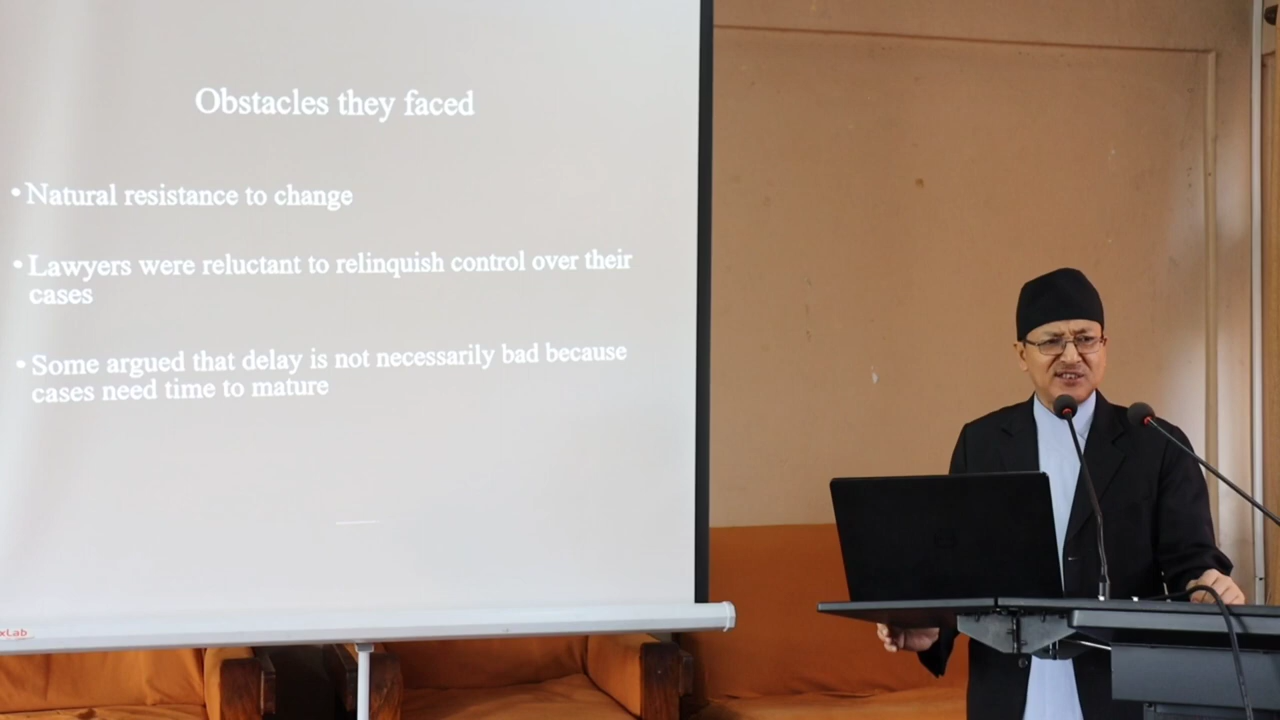 Obstacles they faced
• Natural resistance to change
• Lawyers were reluctant to relinquish control over their
cases
• Some argued that delay is not necessarily bad because
cases need time to mature
xLab